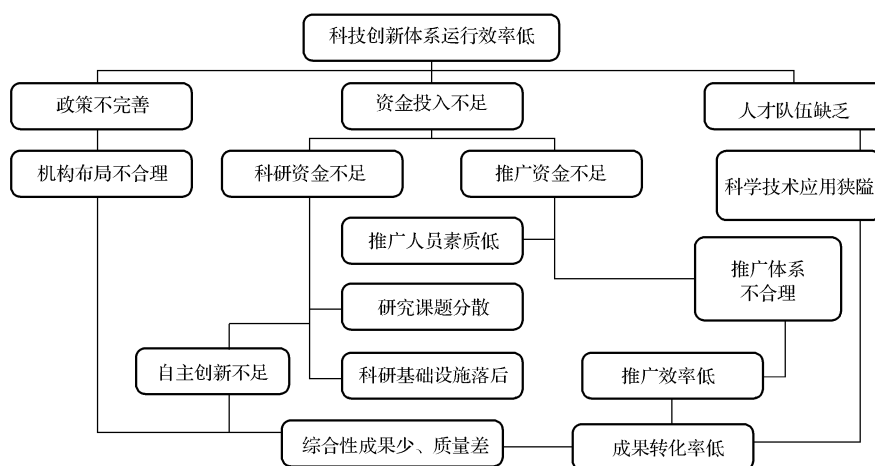 科技创新体系运行效率低
政策不完善
资金投入不足
人才队伍缺乏
机构布局不合理
科研资金不足
推广资金不足
科学技术应用狭隘
推广人员素质低
推广体系
不合理
研究课题分散
自主创新不足
科研基础设施落后
推广效率低
综合性成果少、质量差
成果转化率低